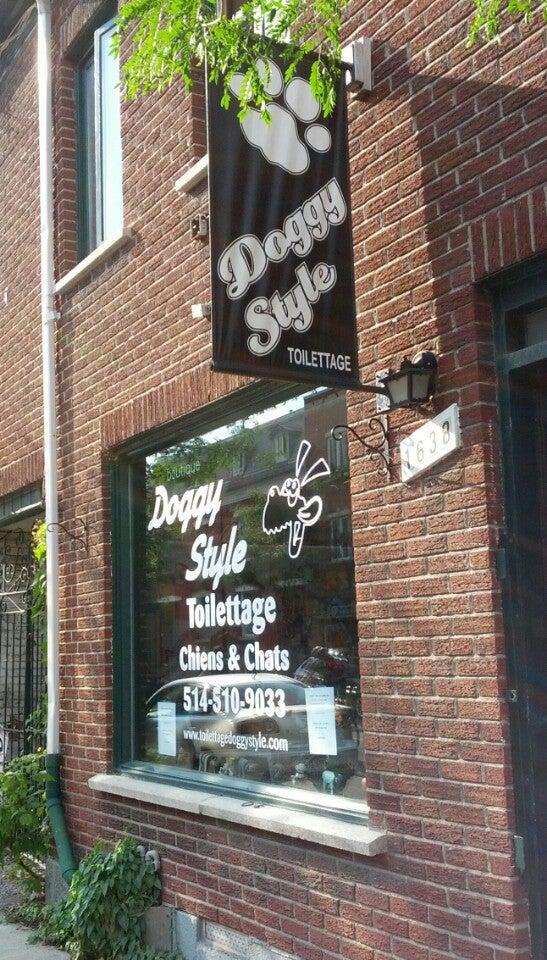 Doggy
Style
TOILETTAGE
1638
boutique
Doggy
Style
Toilettage
Chiens & Chats
514-510-9033
www.toilettagedoggystyle.com